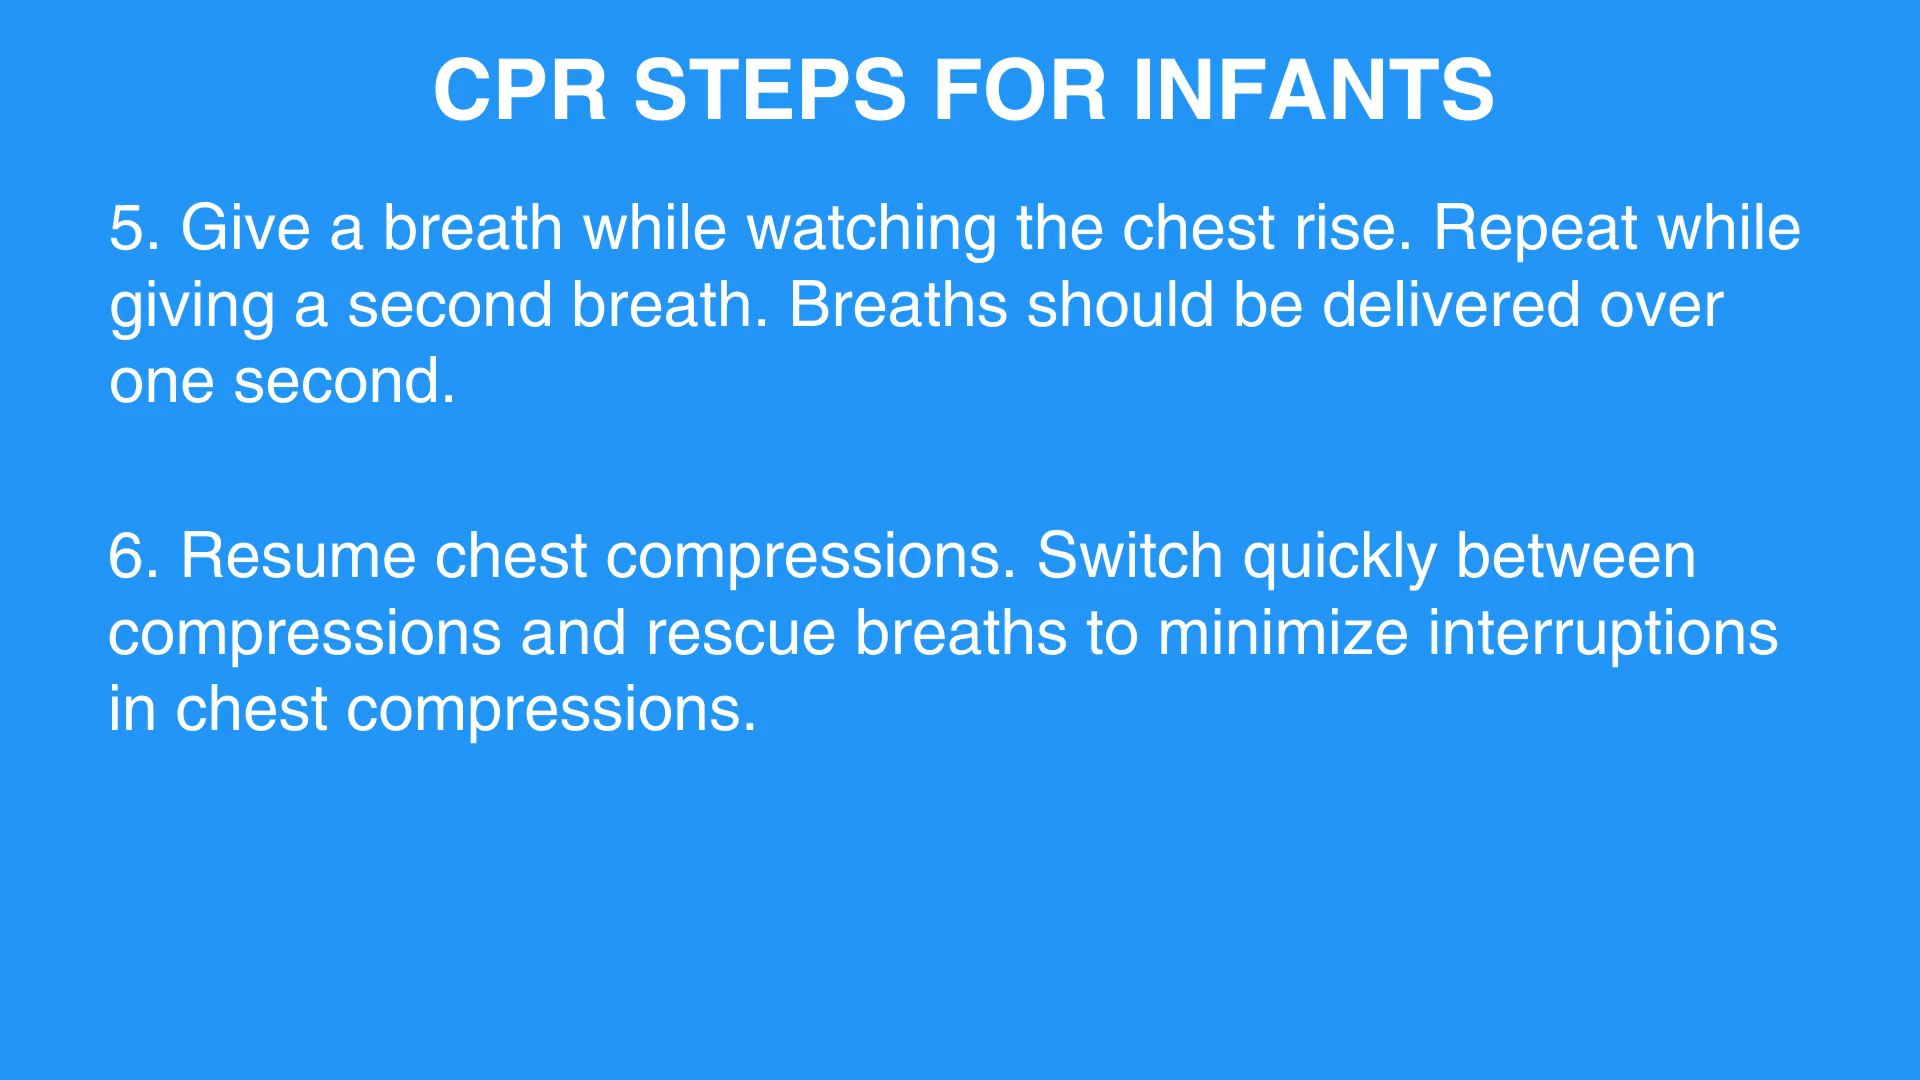 CPR STEPS FOR INFANTS
5. Give a breath while watching the chest rise. Repeat while
giving a second breath. Breaths should be delivered over
one second.
6. Resume chest compressions. Switch quickly between
compressions and rescue breaths to minimize interruptions
in chest compressions.